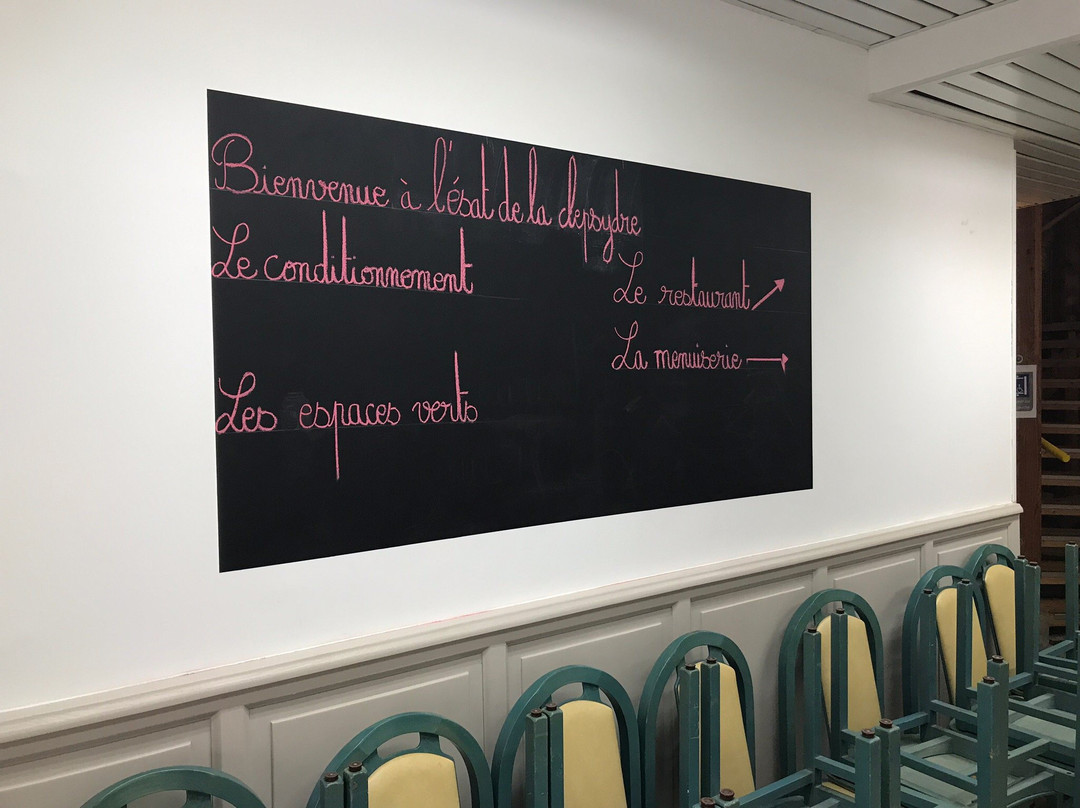 Bienvenue à l'ésat de la clepsydre
Le conditionnement
Les espaces verts
Le restaurant →
La menuiserie →